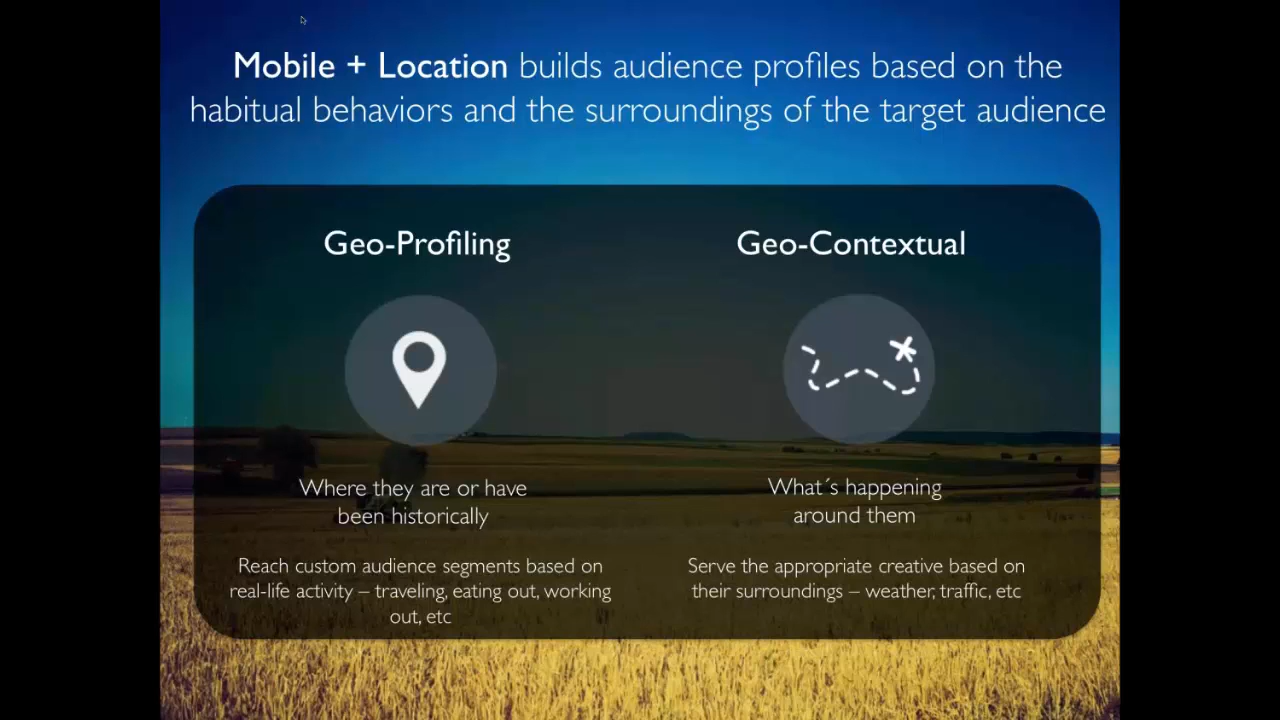 Mobile + Location builds audience profiles based on the
habitual behaviors and the surroundings of the target audience
Geo-Profiling
Where they are or have
been historically
Reach custom audience segments based on
real-life activity – traveling, eating out, working
out, etc
Geo-Contextual
What´s happening
around them
Serve the appropriate creative based on
their surroundings – weather, traffic, etc